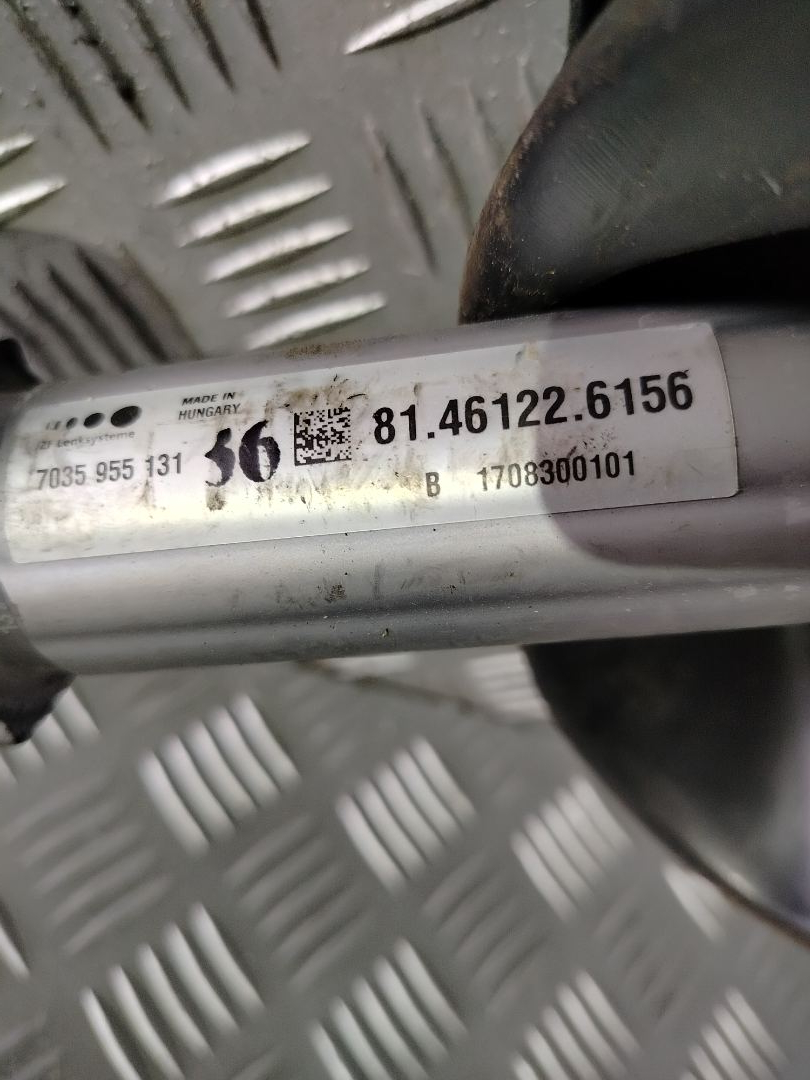 MADE IN
HUNGARY
ZF Lenksysteme
7035 955 131
36
81.46122.6156
B 1708300101